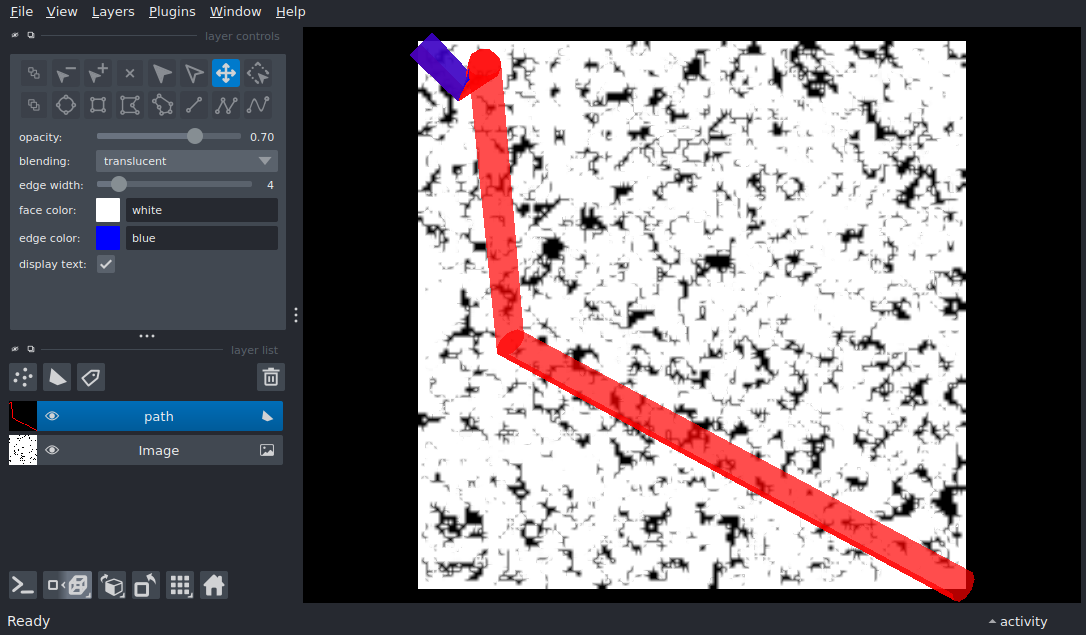 File View Layers Plugins Window Help
layer controls
opacity: 0.70
blending: translucent
edge width: 4
face color: white
edge color: blue
display text:
layer list
path
Image
Ready
activity